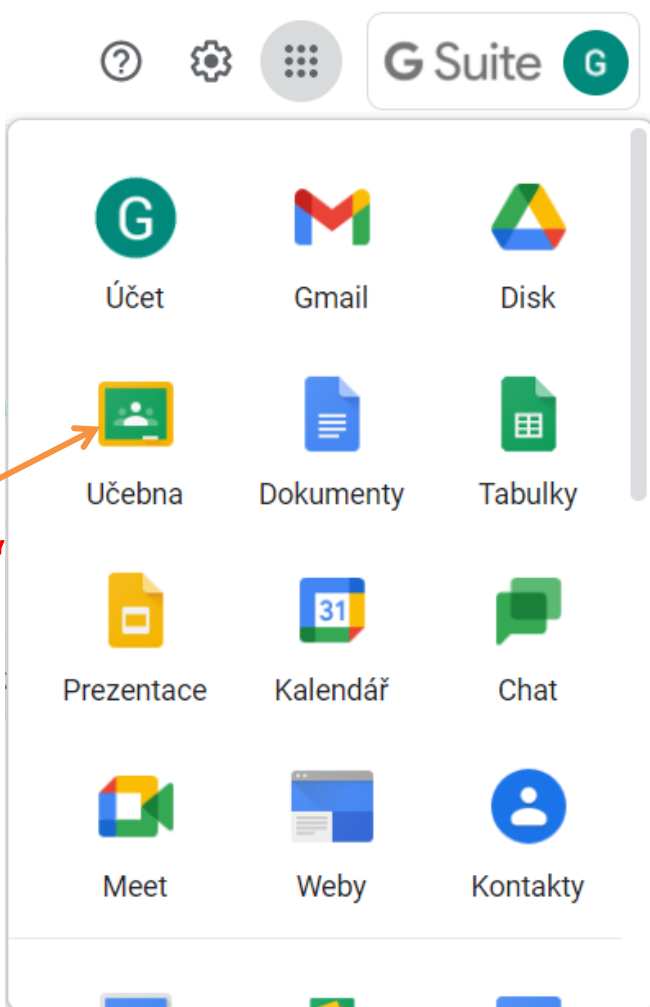 G Suite G
G
Účet Gmail Disk
Učebna Dokumenty Tabulky
31
Prezentace Kalendář Chat
Meet Weby Kontakty